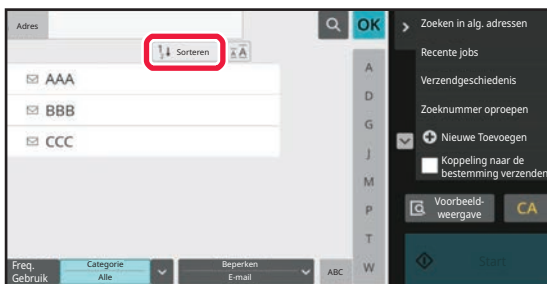 Adres
OK
Sorteren
A A
AAA
BBB
CCC
A
D
G
J
M
P
T
W
Freq.
Gebruik
Categorie
Alle
Beperken
E-mail
ABC
Zoeken in alg. adressen
Recente jobs
Verzendgeschiedenis
Zoeknummer oproepen
Nieuwe Toevoegen
Koppeling naar de
bestemming verzenden
Voorbeeld-
weergave
CA
Start